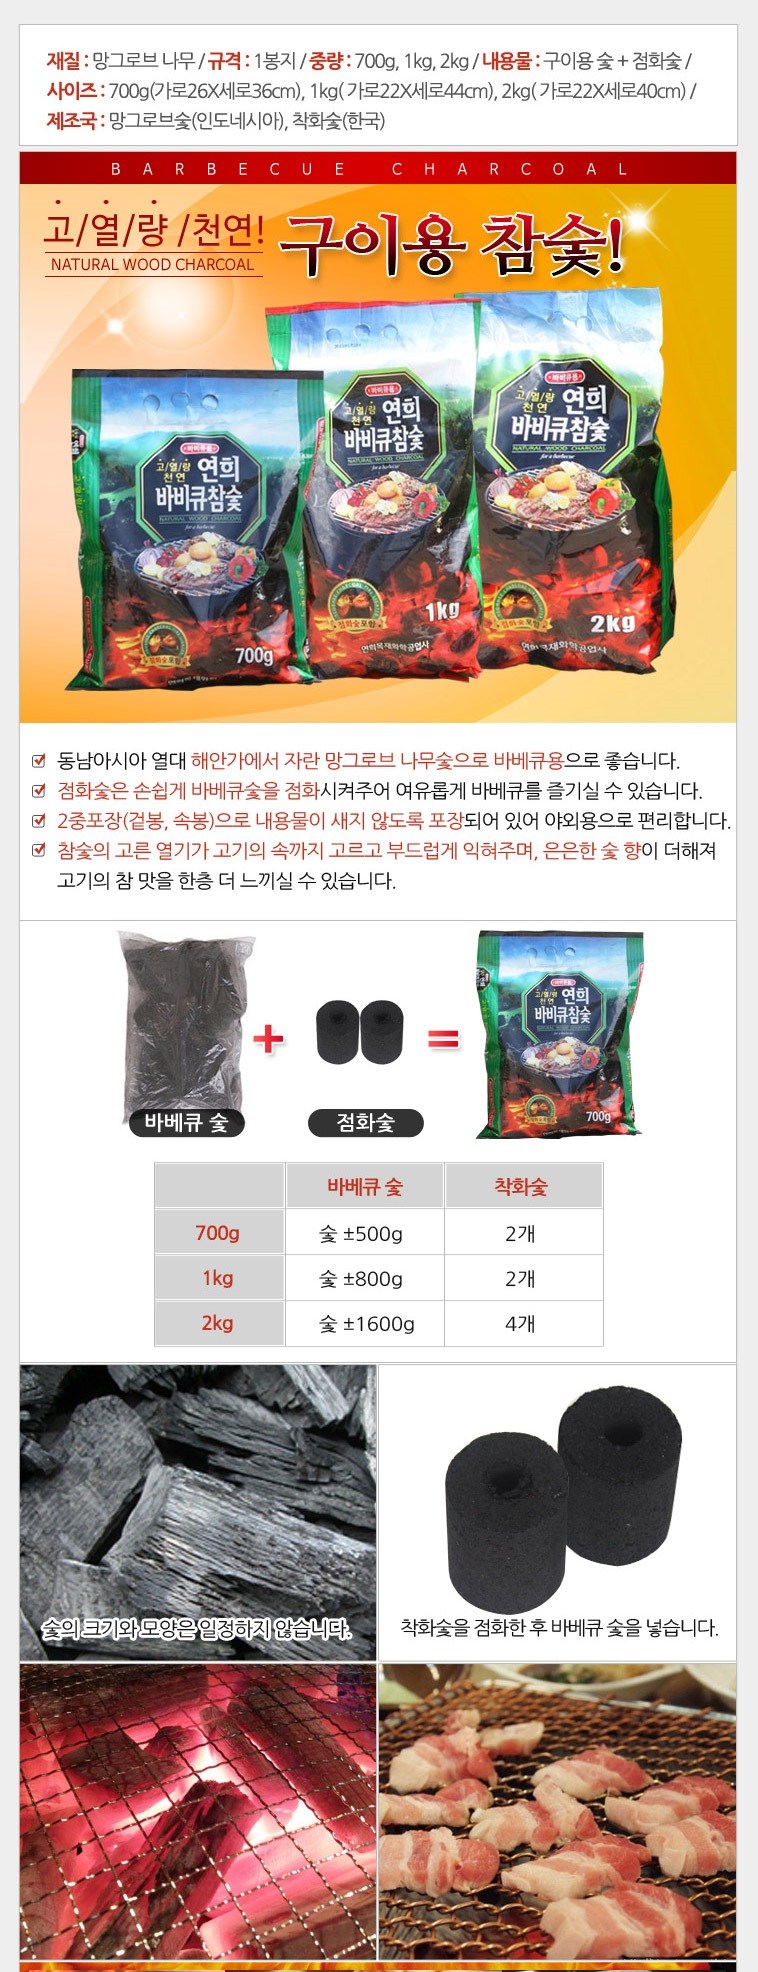 재질 : 망그로브 나무 / 규격 : 1봉지 / 중량 : 700g, 1kg, 2kg / 내용물 : 구이용 숯 + 점화숯 /
사이즈 : 700g(가로26X세로36cm), 1kg( 가로22X세로44cm), 2kg( 가로22X세로40cm) /
제조국 : 망그로브숯(인도네시아), 착화숯(한국)
BARBECUE CHARCOAL
고/열/량 /천연!
NATURAL WOOD CHARCOAL
구이용 참숯!
바비큐용
고/열/량
천연
연희
바비큐참숯
NATURAL WOOD CHARCOAL
for a barbecue
점화숯포함
700g
바비큐용
고/열/량
천연
연희
바비큐참숯
NATURAL WOOD CHARCOAL
for a barbecue
점화숯포함
1kg
연희목재화학공업사
바비큐용
고/열/량
천연
연희
바비큐참숯
NATURAL WOOD CHARCOAL
for a barbecue
점화숯포함
2kg
연희목재화학공업사
동남아시아 열대 해안가에서 자란 망그로브 나무숯으로 바베큐용으로 좋습니다.
점화숯은 손쉽게 바베큐숯을 점화시켜주어 여유롭게 바베큐를 즐기실 수 있습니다.
2중포장(겉봉, 속봉)으로 내용물이 새지 않도록 포장되어 있어 야외용으로 편리합니다.
참숯의 고른 열기가 고기의 속까지 고르고 부드럽게 익혀주며, 은은한 숯 향이 더해져
고기의 참 맛을 한층 더 느끼실 수 있습니다.
바베큐 숯
+
점화숯
=
고/열/량
천연
연희
바비큐참숯
700g
바베큐 숯 착화숯
700g 숯 ±500g 2개
1kg 숯 ±800g 2개
2kg 숯 ±1600g 4개
숯의 크기와 모양은 일정하지 않습니다.
착화숯을 점화한 후 바베큐 숯을 넣습니다.